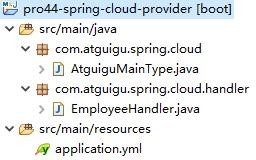 pro44-spring-cloud-provider [boot]
src/main/java
com.atguigu.spring.cloud
AtguiguMainType.java
com.atguigu.spring.cloud.handler
EmployeeHandler.java
src/main/resources
application.yml